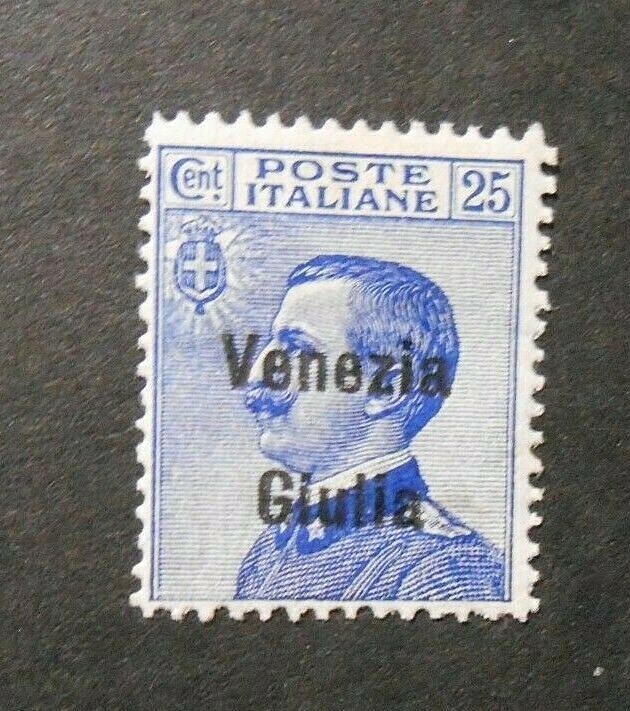 Cent. POSTE ITALIANE 25
Venezia
Giulia